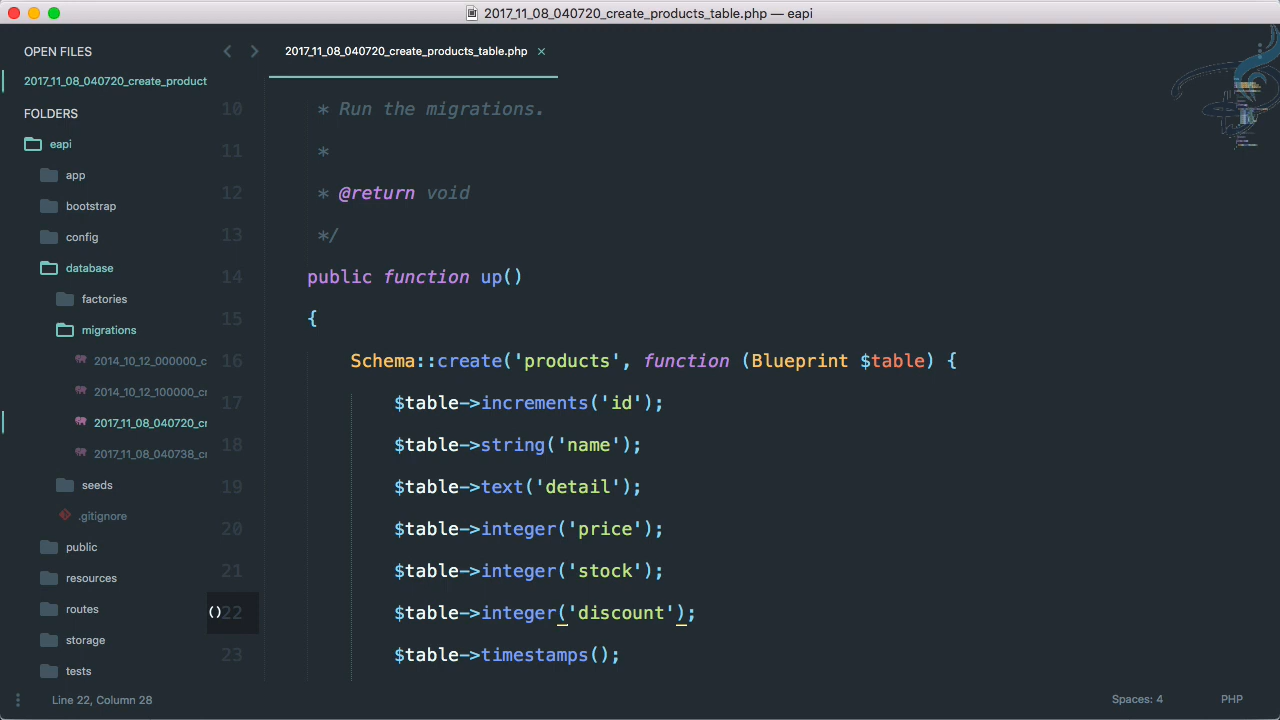 2017_11_08_040720_create_products_table.php — eapi
OPEN FILES
2017_11_08_040720_create_product
FOLDERS
eapi
app
bootstrap
config
database
factories
migrations
2014_10_12_000000_c
2014_10_12_100000_cr
2017_11_08_040720_cr
2017_11_08_040738_cr
seeds
.gitignore
public
resources
routes
storage
tests
2017_11_08_040720_create_products_table.php ×
10 * Run the migrations.
11 *
12 * @return void
13 */
14 public function up()
15 {
16 Schema::create('products', function (Blueprint $table) {
17 $table->increments('id');
18 $table->string('name');
19 $table->text('detail');
20 $table->integer('price');
21 $table->integer('stock');
()22 $table->integer('discount');
23 $table->timestamps();
Line 22, Column 28
Spaces: 4
PHP